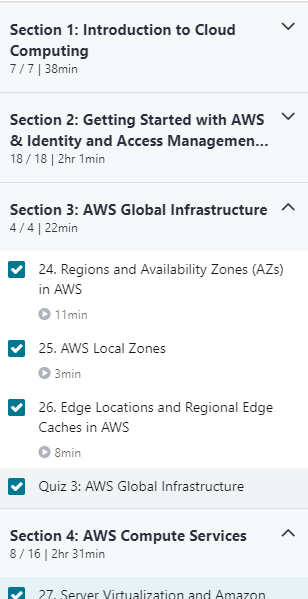 Section 1: Introduction to Cloud
Computing
7 / 7 | 38min
Section 2: Getting Started with AWS
& Identity and Access Managemen...
18 / 18 | 2hr 1min
Section 3: AWS Global Infrastructure
4 / 4 | 22min
24. Regions and Availability Zones (AZs)
in AWS
11min
25. AWS Local Zones
3min
26. Edge Locations and Regional Edge
Caches in AWS
8min
Quiz 3: AWS Global Infrastructure
Section 4: AWS Compute Services
8 / 16 | 2hr 31min
27. Server Virtualization and Amazon